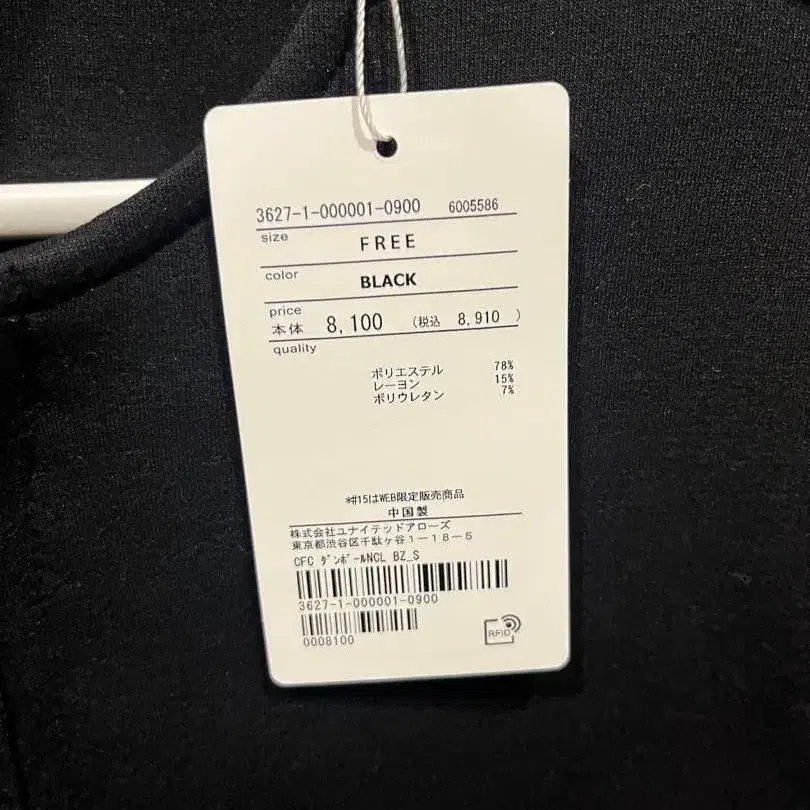 3627-1-000001-0900 6005586
size
FREE
color
BLACK
price
本体 8,100 (税込 8,910 )
quality
ポリエステル 78%
レーヨン 15%
ポリウレタン 7%
*#15はWEB限定販売商品
中国製
株式会社ユナイテッドアローズ
東京都渋谷区千駄ヶ谷1-18-5
CFC ﾀﾞﾝﾎﾞｰﾙNCL BZ_S
3627-1-000001-0900
0008100
RFID